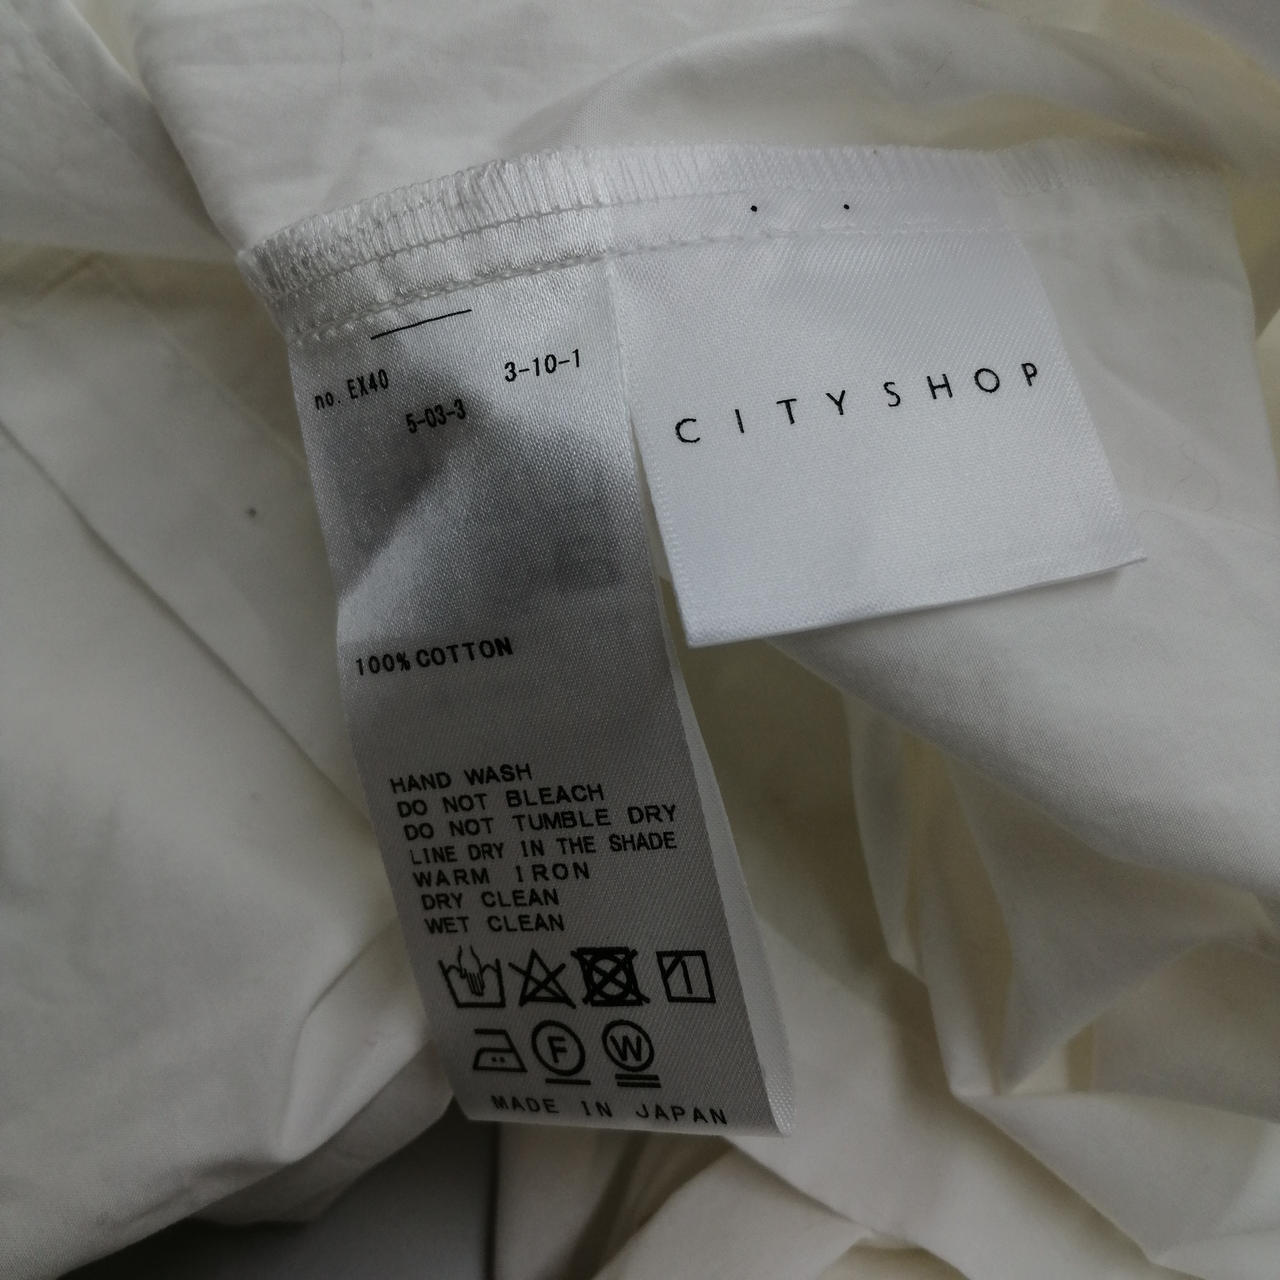 no. EX40
3-10-1
5-03-3
100% COTTON
HAND WASH
DO NOT BLEACH
DO NOT TUMBLE DRY
LINE DRY IN THE SHADE
WARM IRON
DRY CLEAN
WET CLEAN
F
W
MADE IN JAPAN
CITYSHOP